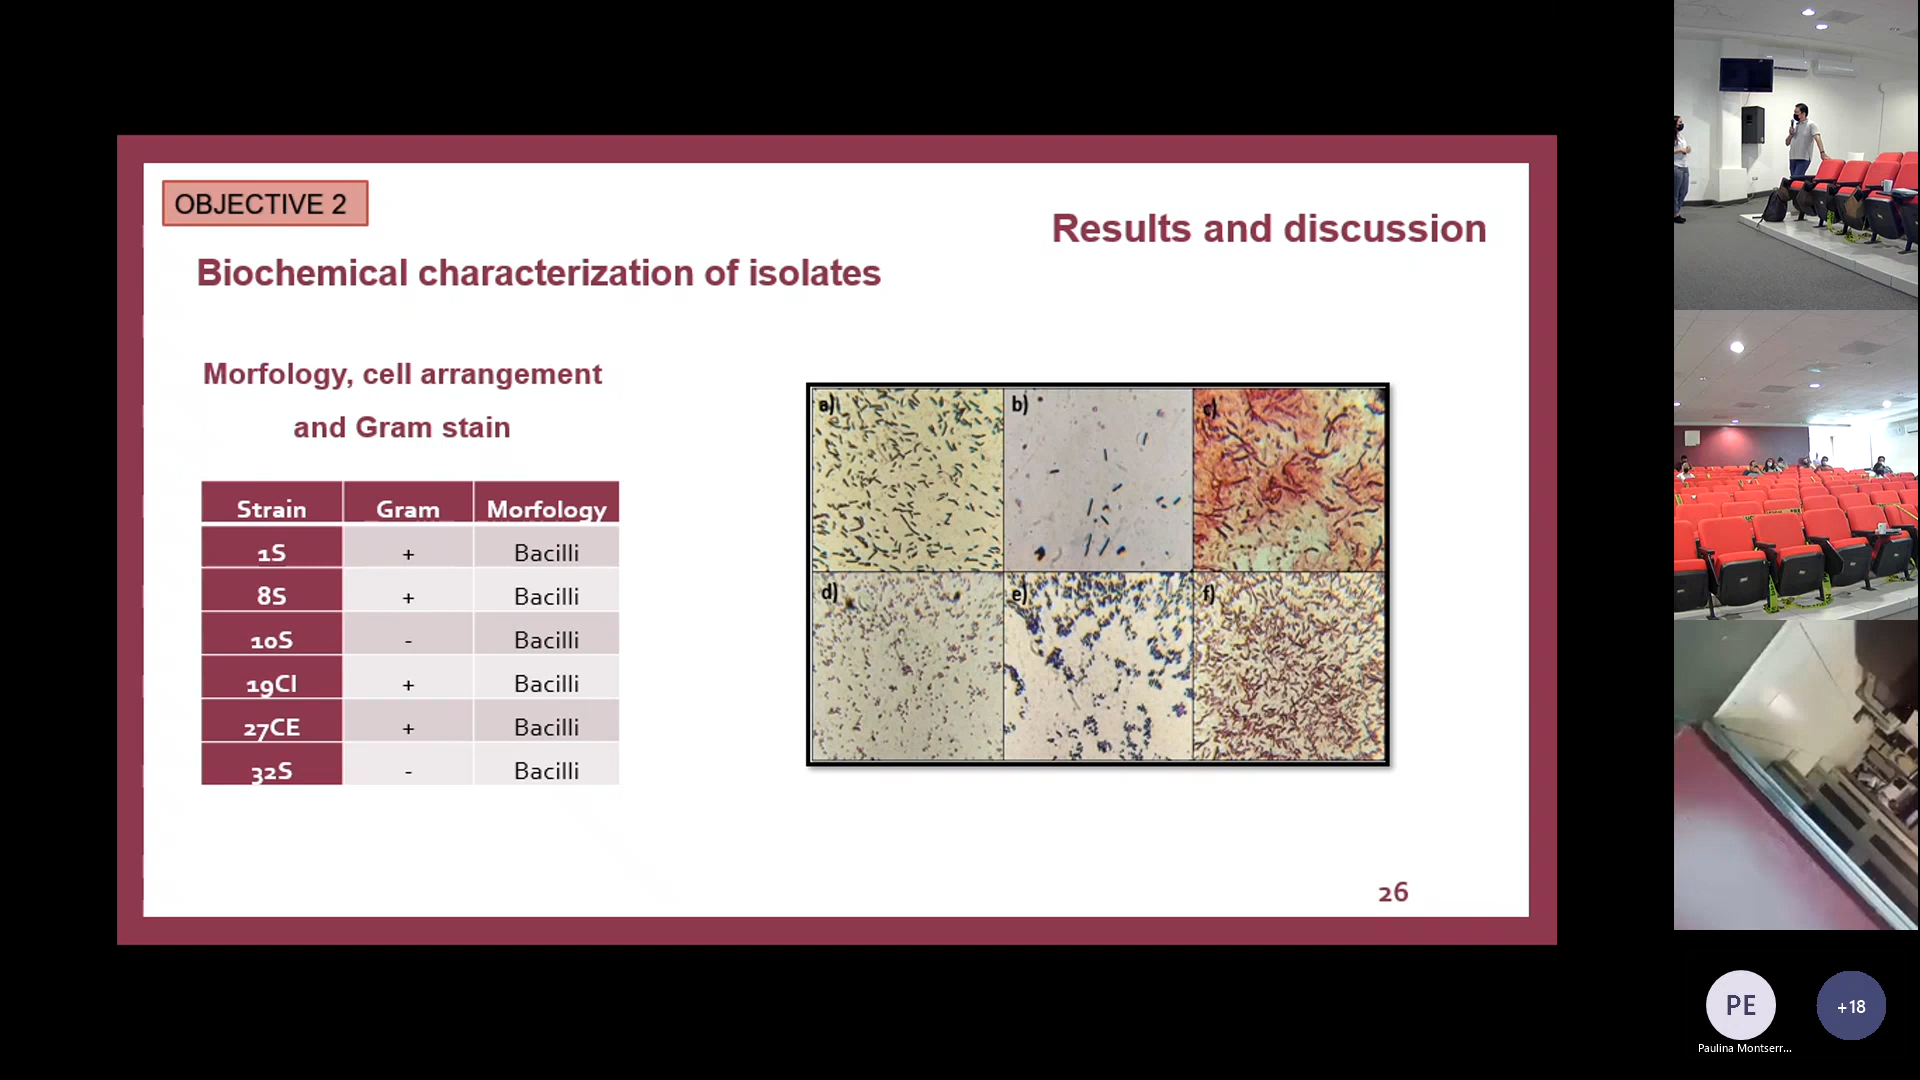 OBJECTIVE 2
Results and discussion
Biochemical characterization of isolates
Morfology, cell arrangement
and Gram stain
Strain Gram Morfology
1S + Bacilli
8S + Bacilli
10S - Bacilli
19CI + Bacilli
27CE + Bacilli
32S - Bacilli
a) b) c)
d) e) f)
26
PE +18
Paulina Montserr...